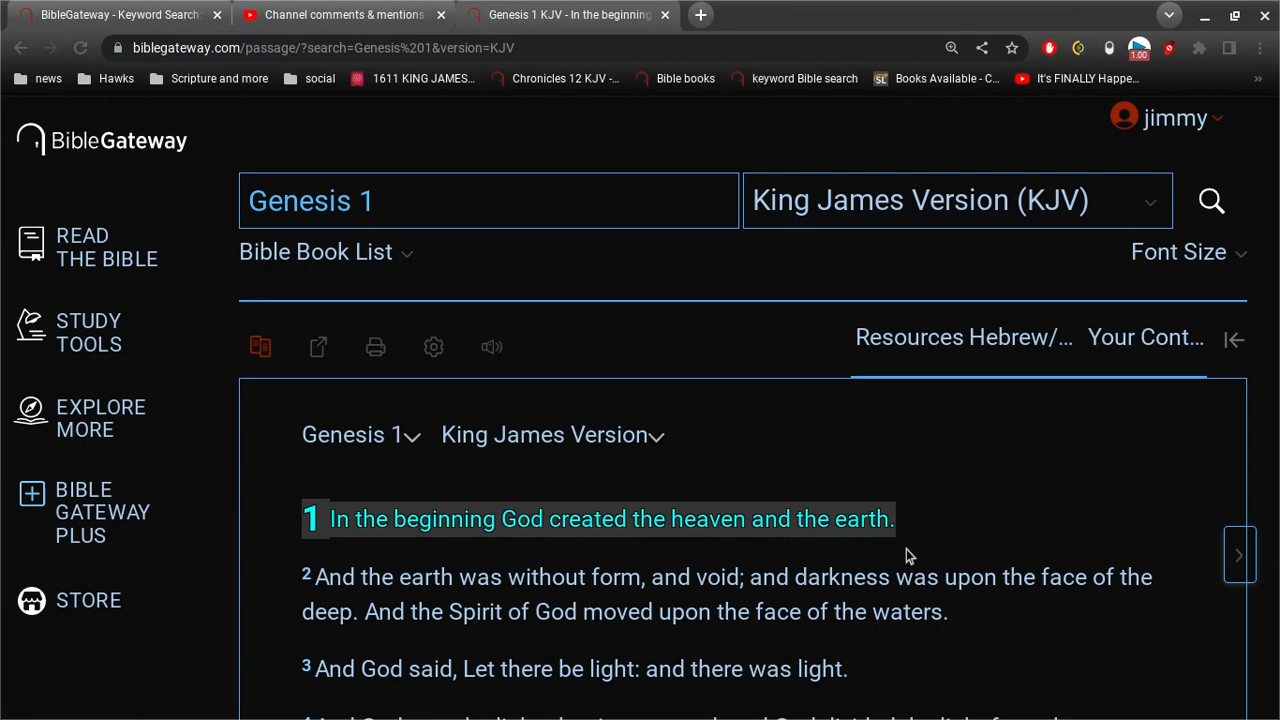 BibleGateway - Keyword Search:
Channel comments & mentions -
Genesis 1 KJV - In the beginning
biblegateway.com/passage/?search=Genesis%201&version=KJV
1.00
news
Hawks
Scripture and more
social
1611 KING JAMES...
Chronicles 12 KJV -...
Bible books
keyword Bible search
SL
Books Available - C...
It's FINALLY Happe...
»
BibleGateway
jimmy
Genesis 1
King James Version (KJV)
Bible Book List
Font Size
READ
THE BIBLE
STUDY
TOOLS
EXPLORE
MORE
BIBLE
GATEWAY
PLUS
STORE
Resources Hebrew/...
Your Cont...
Genesis 1
King James Version
1 In the beginning God created the heaven and the earth.
2 And the earth was without form, and void; and darkness was upon the face of the
deep. And the Spirit of God moved upon the face of the waters.
3 And God said, Let there be light: and there was light.